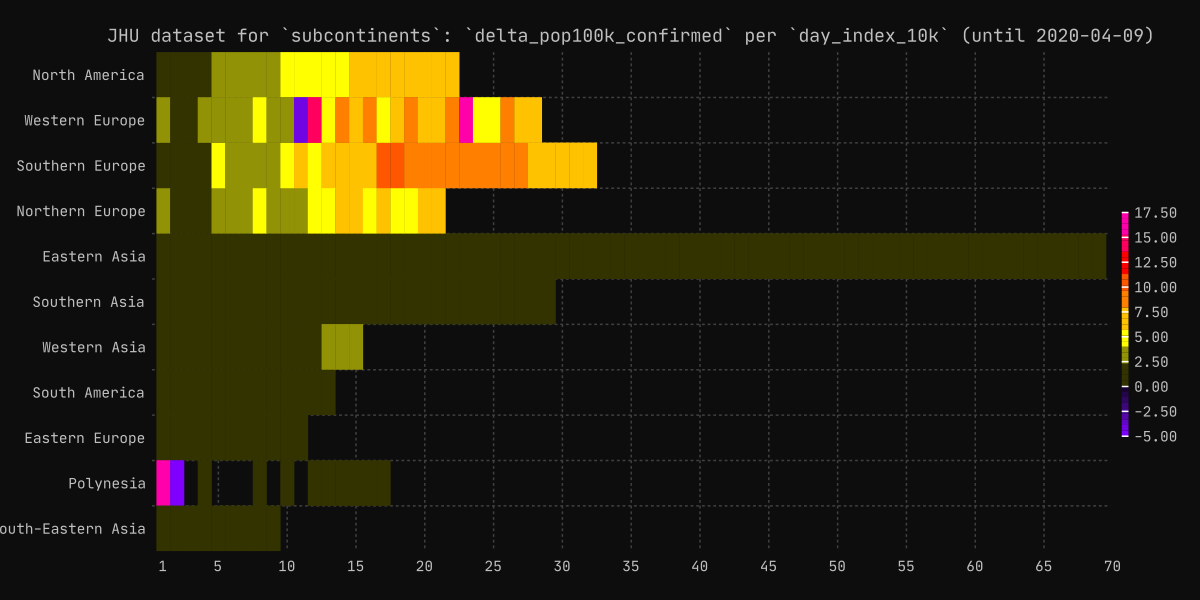 JHU dataset for `subcontinents`: `delta_pop100k_confirmed` per `day_index_10k` (until 2020-04-09)
North America
Western Europe
Southern Europe
Northern Europe
Eastern Asia
Southern Asia
Western Asia
South America
Eastern Europe
Polynesia
outh-Eastern Asia
17.50
15.00
12.50
10.00
7.50
5.00
2.50
0.00
-2.50
-5.00
1 5 10 15 20 25 30 35 40 45 50 55 60 65 70